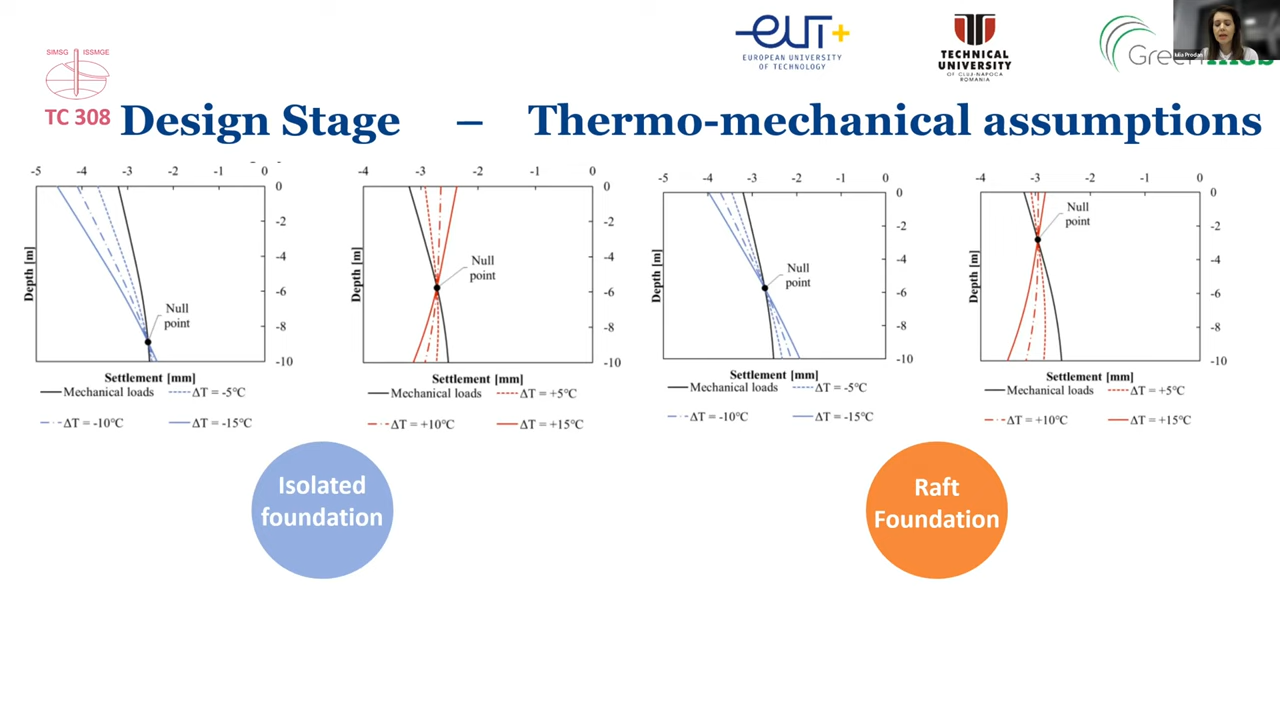 SIMSG ISSMGE
TC 308
EUT+
EUROPEAN UNIVERSITY
OF TECHNOLOGY
TECHNICAL
UNIVERSITY
OF CLUJ-NAPOCA
ROMANIA
Iulia Prodan
Design Stage – Thermo-mechanical assumptions
-5 -4 -3 -2 -1 0
0
-2
-4
-6
-8
-10
Depth [m]
Null
point
Settlement [mm]
Mechanical loads ΔT = -5°C
ΔT = -10°C ΔT = -15°C
-4 -3 -2 -1 0
0
-2
-4
-6
-8
-10
Depth [m]
Null
point
Settlement [mm]
Mechanical loads ΔT = +5°C
ΔT = +10°C ΔT = +15°C
-5 -4 -3 -2 -1 0
0
-2
-4
-6
-8
-10
Depth [m]
Null
point
Settlement [mm]
Mechanical loads ΔT = -5°C
ΔT = -10°C ΔT = -15°C
-4 -3 -2 -1 0
0
-2
-4
-6
-8
-10
Depth [m]
Null
point
Settlement [mm]
Mechanical loads ΔT = +5°C
ΔT = +10°C ΔT = +15°C
Isolated
foundation
Raft
Foundation